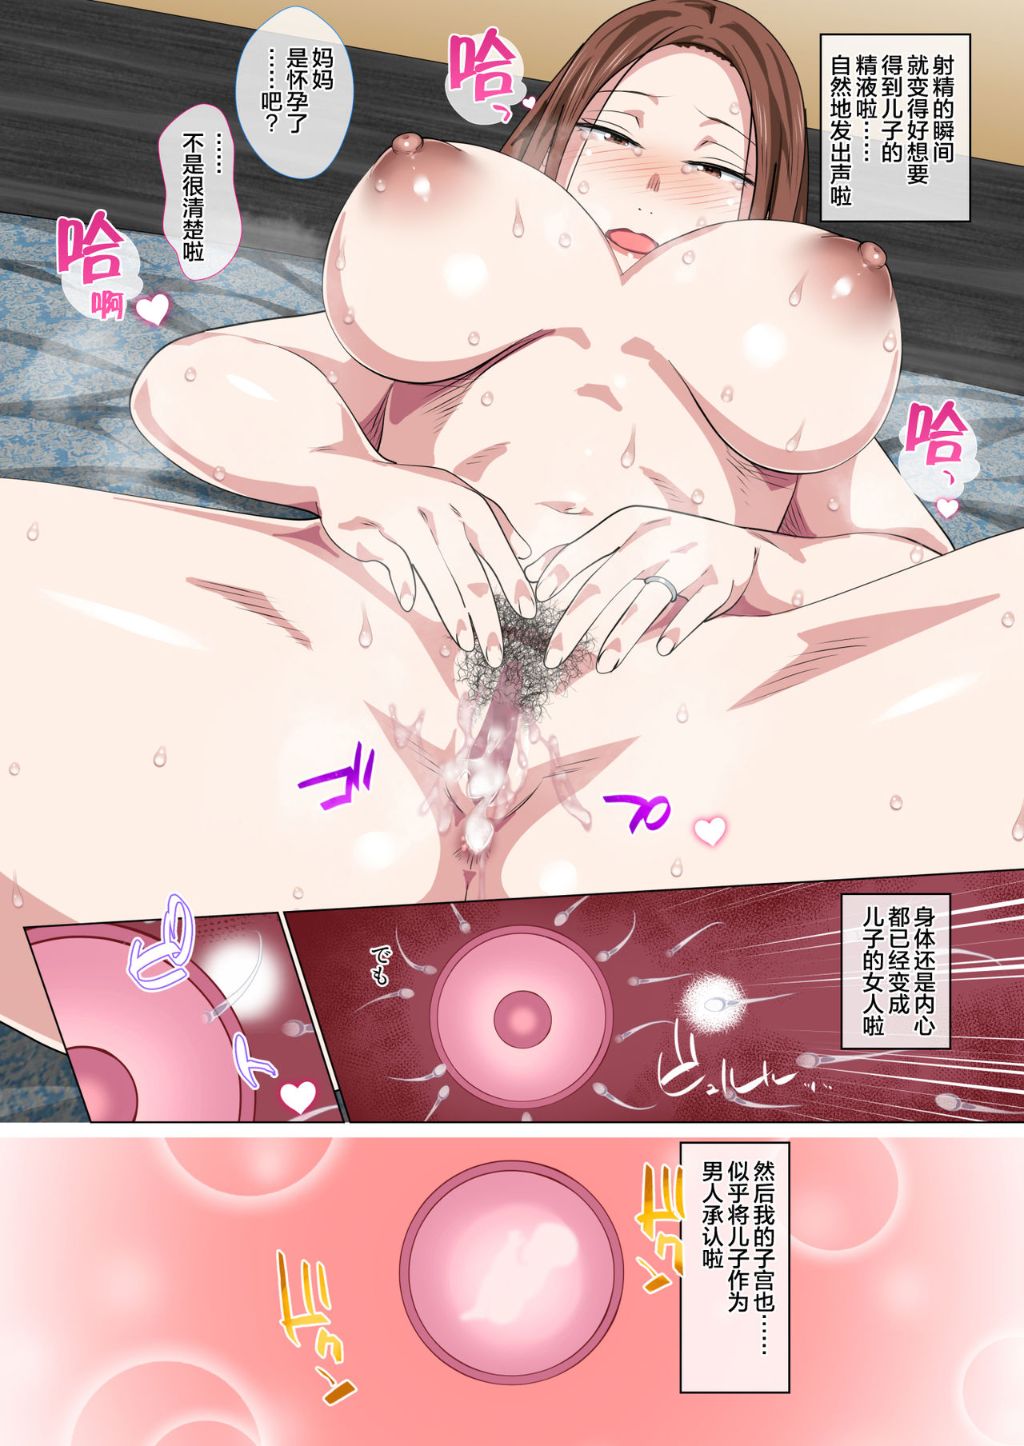 射精的瞬间
就变得好想要
得到儿子的
精液啦……
自然地发出声啦
哈~
妈妈
是怀孕了
……吧？
……
不是很清楚啦
哈
啊
哈~
身体还是内心
都已经变成
儿子的女人啦
でも
然后我的子宫也……
似乎将儿子作为
男人承认啦